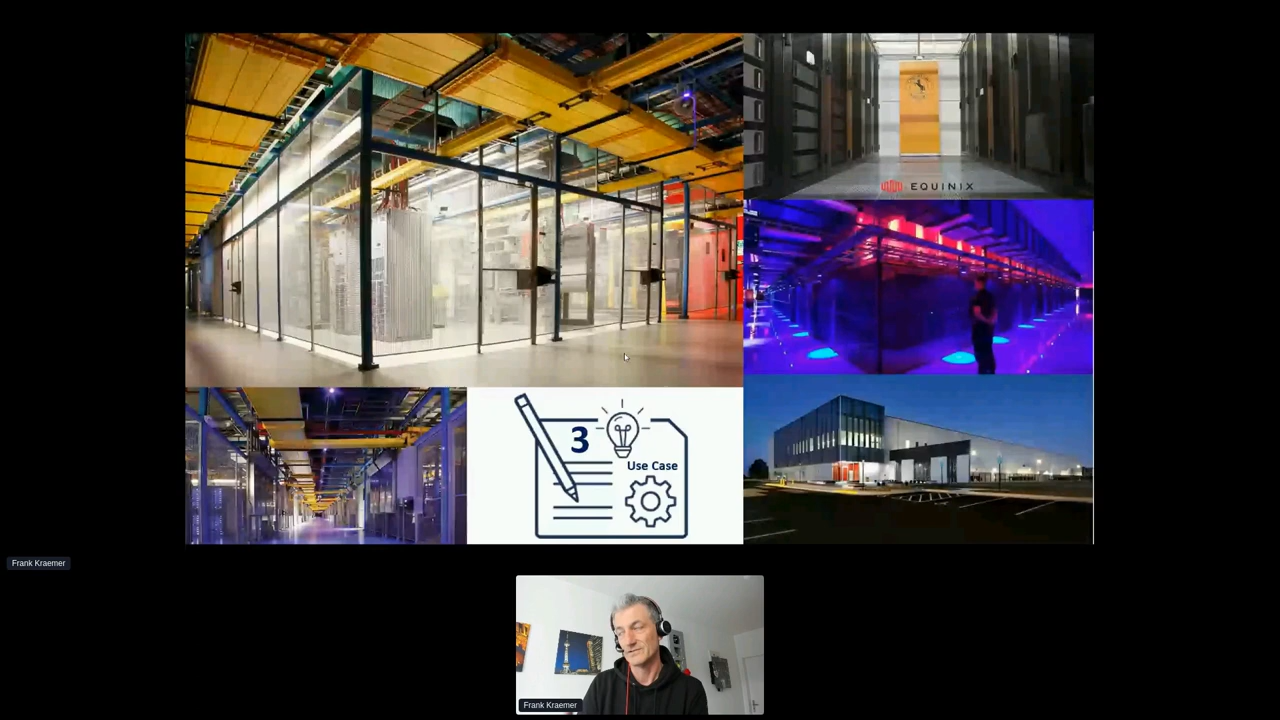 EQUINIX
3
Use Case
Frank Kraemer
Frank Kraemer